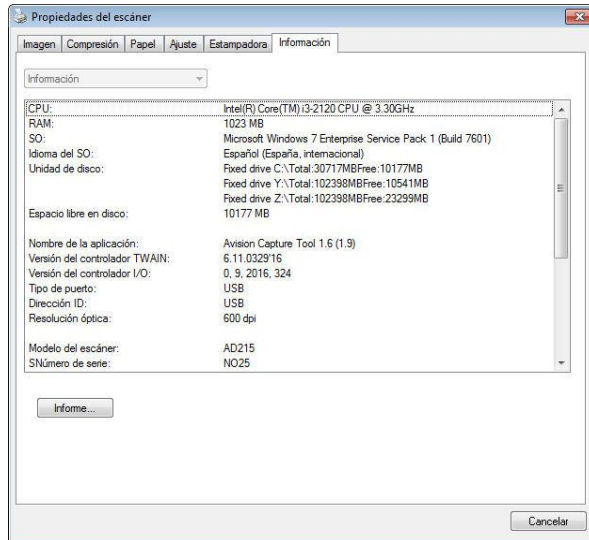 Propiedades del escáner
Imagen Compresión Papel Ajuste Estampadora Información
Información
CPU: Intel(R) Core(TM) i3-2120 CPU @ 3.30GHz
RAM: 1023 MB
SO: Microsoft Windows 7 Enterprise Service Pack 1 (Build 7601)
Idioma del SO: Español (España, internacional)
Unidad de disco: Fixed drive C:\Total:30717MBFree:10177MB
Fixed drive Y:\Total:102398MBFree:10541MB
Fixed drive Z:\Total:102398MBFree:23299MB
Espacio libre en disco: 10177 MB
Nombre de la aplicación: Avision Capture Tool 1.6 (1.9)
Versión del controlador TWAIN: 6.11.0329'16
Versión del controlador I/O: 0, 9, 2016, 324
Tipo de puerto: USB
Dirección ID: USB
Resolución óptica: 600 dpi
Modelo del escáner: AD215
SNúmero de serie: NO25
Informe...
Cancelar